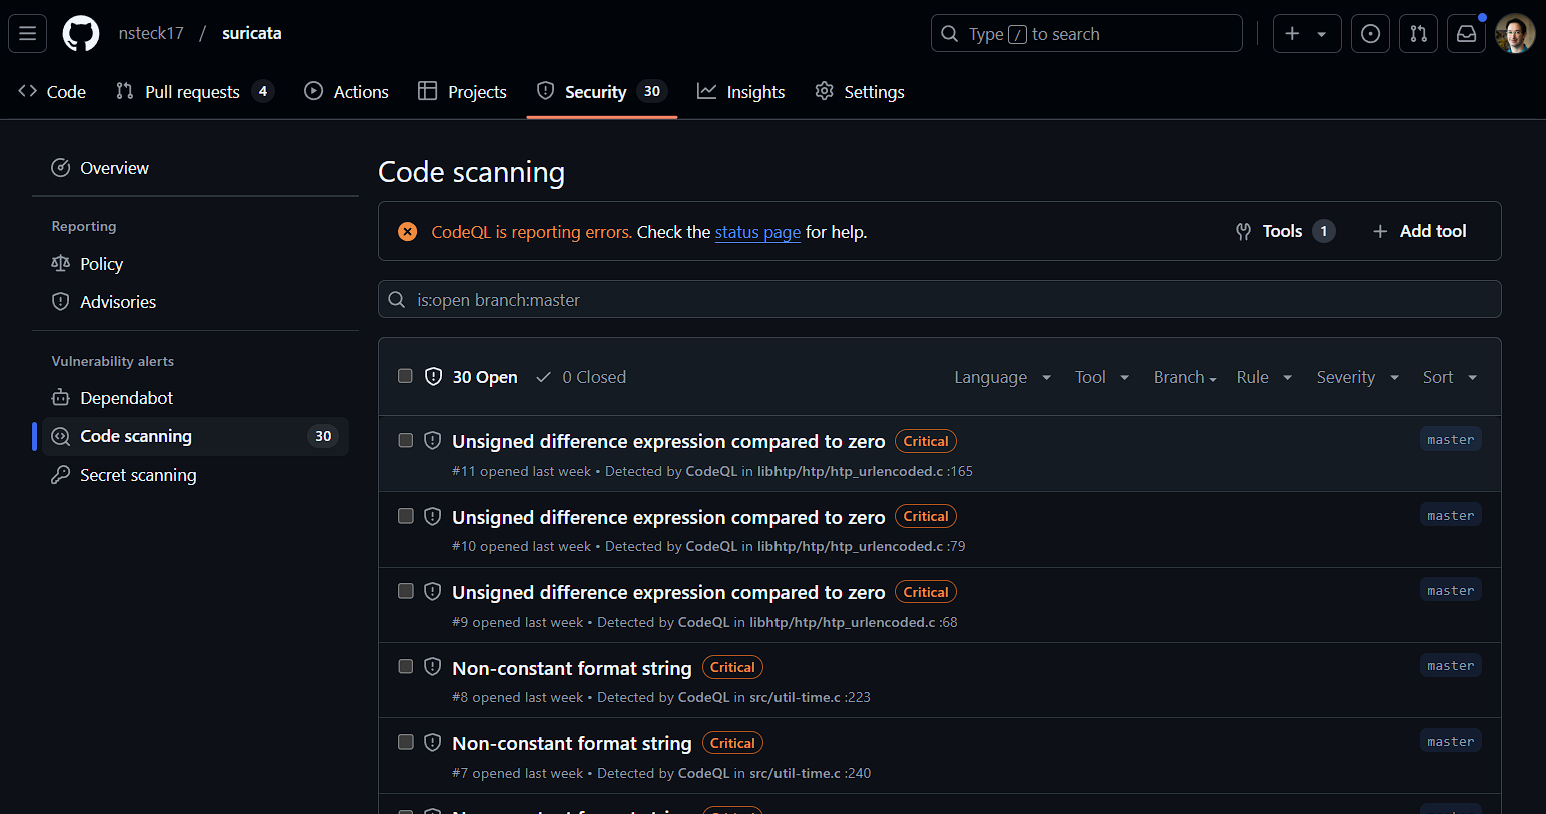 nsteck17 / suricata
Type / to search
Code
Pull requests 4
Actions
Projects
Security 30
Insights
Settings
Overview
Reporting
Policy
Advisories
Vulnerability alerts
Dependabot
Code scanning 30
Secret scanning
Code scanning
CodeQL is reporting errors. Check the status page for help.
Tools 1
Add tool
is:open branch:master
30 Open
0 Closed
Language
Tool
Branch
Rule
Severity
Sort
Unsigned difference expression compared to zero Critical
master
#11 opened last week • Detected by CodeQL in libhtp/htp/htp_urlencoded.c :165
Unsigned difference expression compared to zero Critical
master
#10 opened last week • Detected by CodeQL in libhtp/htp/htp_urlencoded.c :79
Unsigned difference expression compared to zero Critical
master
#9 opened last week • Detected by CodeQL in libhtp/htp/htp_urlencoded.c :68
Non-constant format string Critical
master
#8 opened last week • Detected by CodeQL in src/util-time.c :223
Non-constant format string Critical
master
#7 opened last week • Detected by CodeQL in src/util-time.c :240